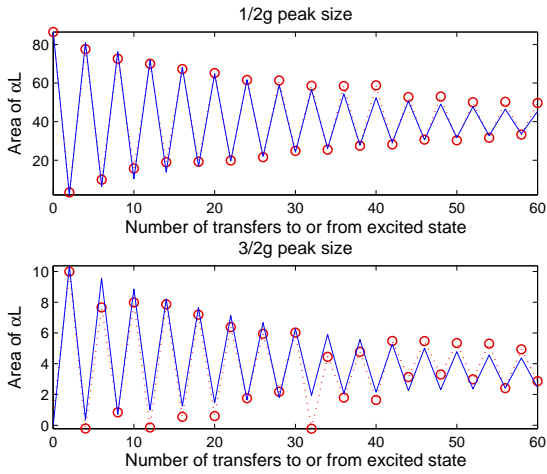 1/2g peak size
80
60
40
20
Area of αL
0 10 20 30 40 50 60
Number of transfers to or from excited state
3/2g peak size
10
8
6
4
2
0
Area of αL
0 10 20 30 40 50 60
Number of transfers to or from excited state